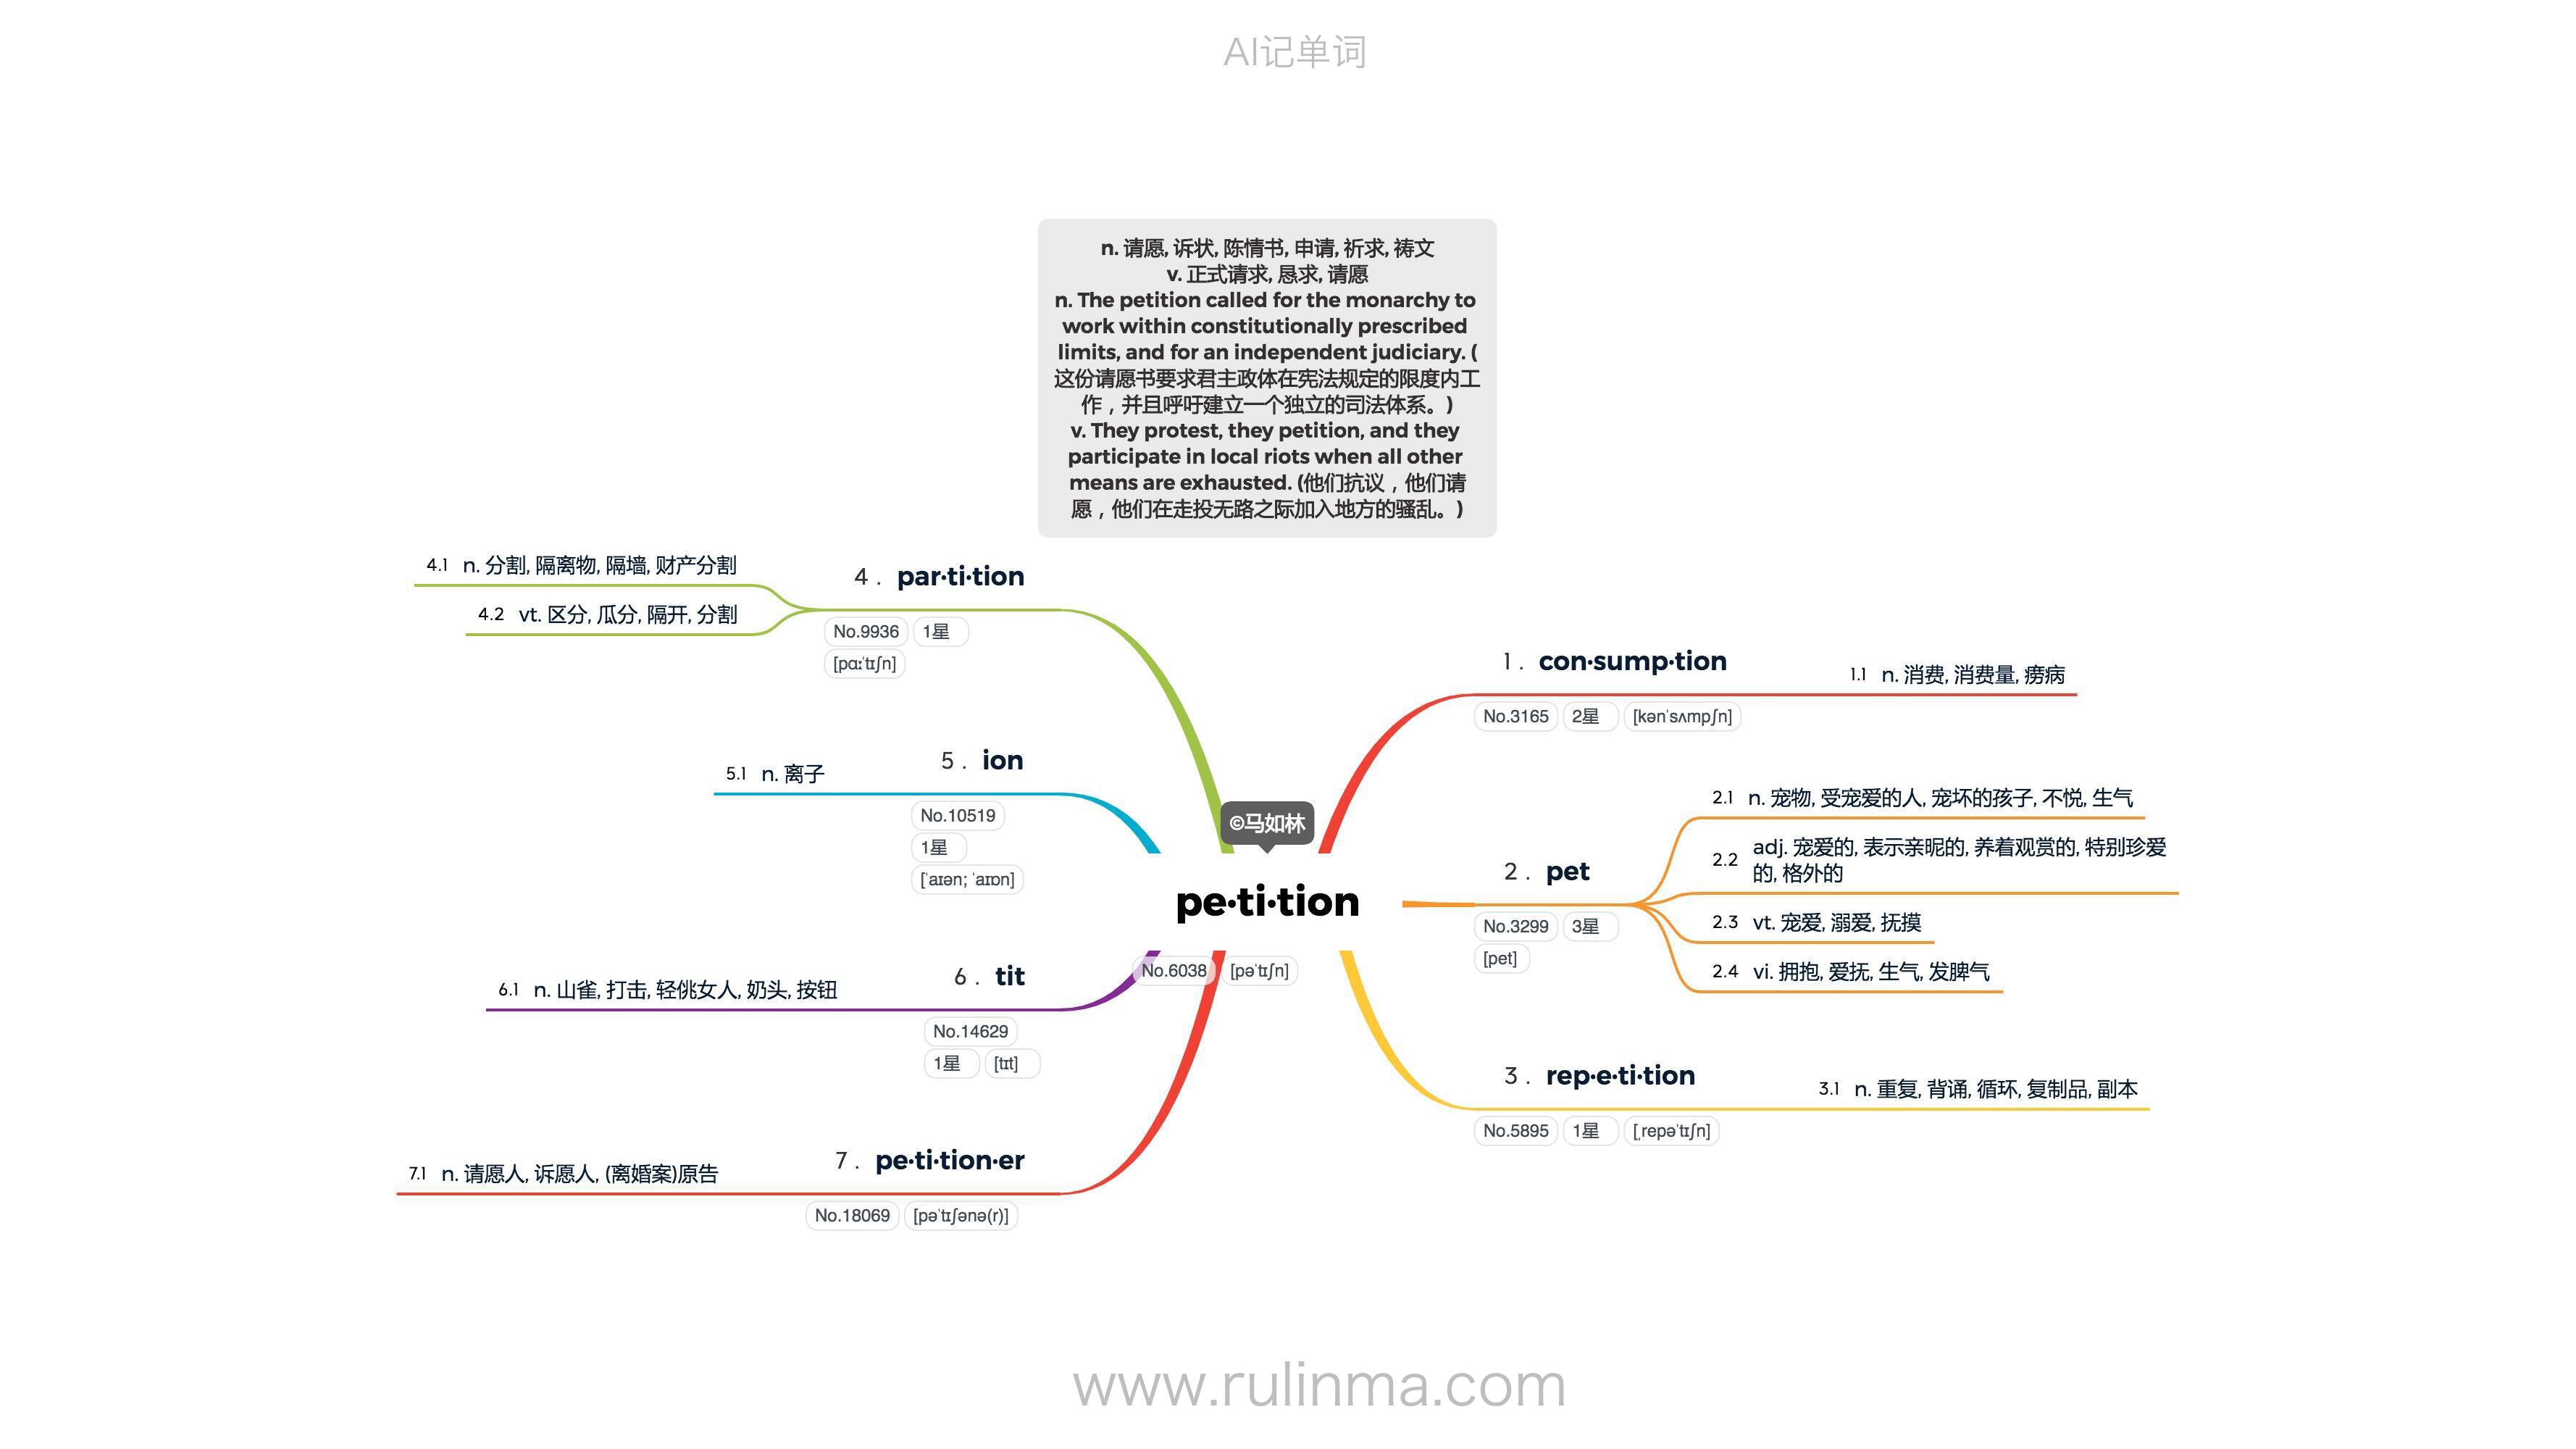 AI记单词
n. 请愿, 诉状, 陈情书, 申请, 祈求, 祷文
v. 正式请求, 恳求, 请愿
n. The petition called for the monarchy to
work within constitutionally prescribed
limits, and for an independent judiciary. (
这份请愿书要求君主政体在宪法规定的限度内工
作，并且呼吁建立一个独立的司法体系。)
v. They protest, they petition, and they
participate in local riots when all other
means are exhausted. (他们抗议，他们请
愿，他们在走投无路之际加入地方的骚乱。)
©马如林
pe·ti·tion
No.6038 [pəˈtɪʃn]
1. con·sump·tion
No.3165 2星 [kənˈsʌmpʃn]
1.1 n. 消费, 消费量, 痨病
2. pet
No.3299 3星
[pet]
2.1 n. 宠物, 受宠爱的人, 宠坏的孩子, 不悦, 生气
2.2 adj. 宠爱的, 表示亲昵的, 养着观赏的, 特别珍爱
的, 格外的
2.3 vt. 宠爱, 溺爱, 抚摸
2.4 vi. 拥抱, 爱抚, 生气, 发脾气
3. rep·e·ti·tion
No.5895 1星 [ˌrepəˈtɪʃn]
3.1 n. 重复, 背诵, 循环, 复制品, 副本
4. par·ti·tion
No.9936 1星
[pɑːˈtɪʃn]
4.1 n. 分割, 隔离物, 隔墙, 财产分割
4.2 vt. 区分, 瓜分, 隔开, 分割
5. ion
No.10519
1星
[ˈaɪən; ˈaɪɒn]
5.1 n. 离子
6. tit
No.14629
1星 [tɪt]
6.1 n. 山雀, 打击, 轻佻女人, 奶头, 按钮
7. pe·ti·tion·er
No.18069 [pəˈtɪʃənə(r)]
7.1 n. 请愿人, 诉愿人, (离婚案)原告
www.rulinma.com